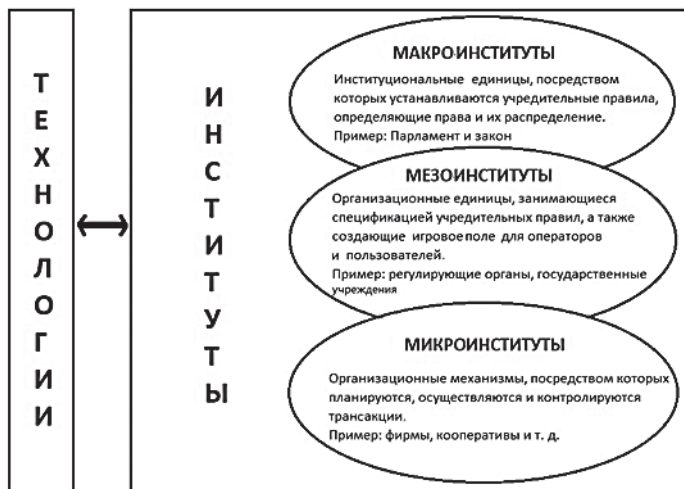 ТЕХНОЛОГИИ
ИНСТИТУТЫ
МАКРОИНСТИТУТЫ
Институциональные единицы, посредством
которых устанавливаются учредительные правила,
определяющие права и их распределение.
Пример: Парламент и закон
МЕЗОИНСТИТУТЫ
Организационные единицы, занимающиеся
спецификацией учредительных правил, а также
создающие игровое поле для операторов
и пользователей.
Пример: регулирующие органы, государственные
учреждения
МИКРОИНСТИТУТЫ
Организационные механизмы, посредством которых
планируются, осуществляются и контролируются
трансакции.
Пример: фирмы, кооперативы и т. д.